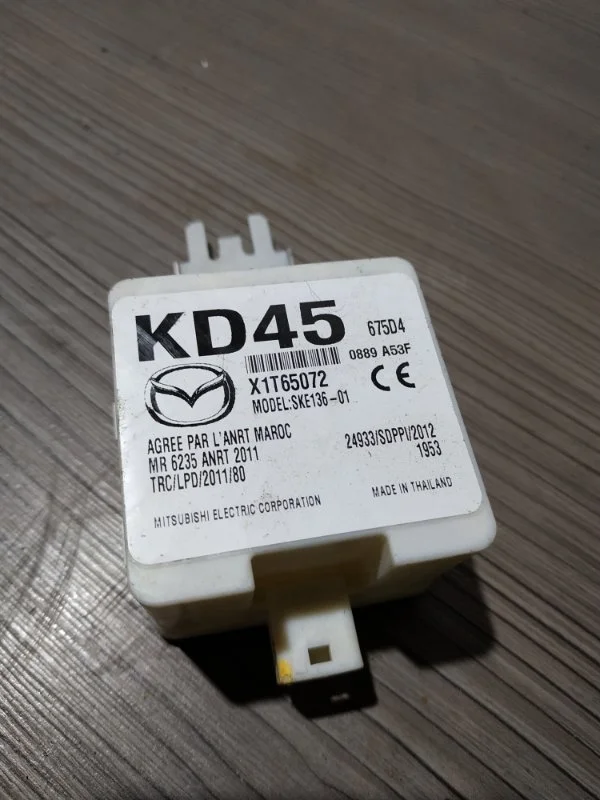 KD45 675D4
0889 A53F
X1T65072
MODEL:SKE136-01
AGREE PAR L'ANRT MAROC
MR 6235 ANRT 2011
TRC/LPD/2011/80
CE
24933/SDPPI/2012
1953
MITSUBISHI ELECTRIC CORPORATION
MADE IN THAILAND